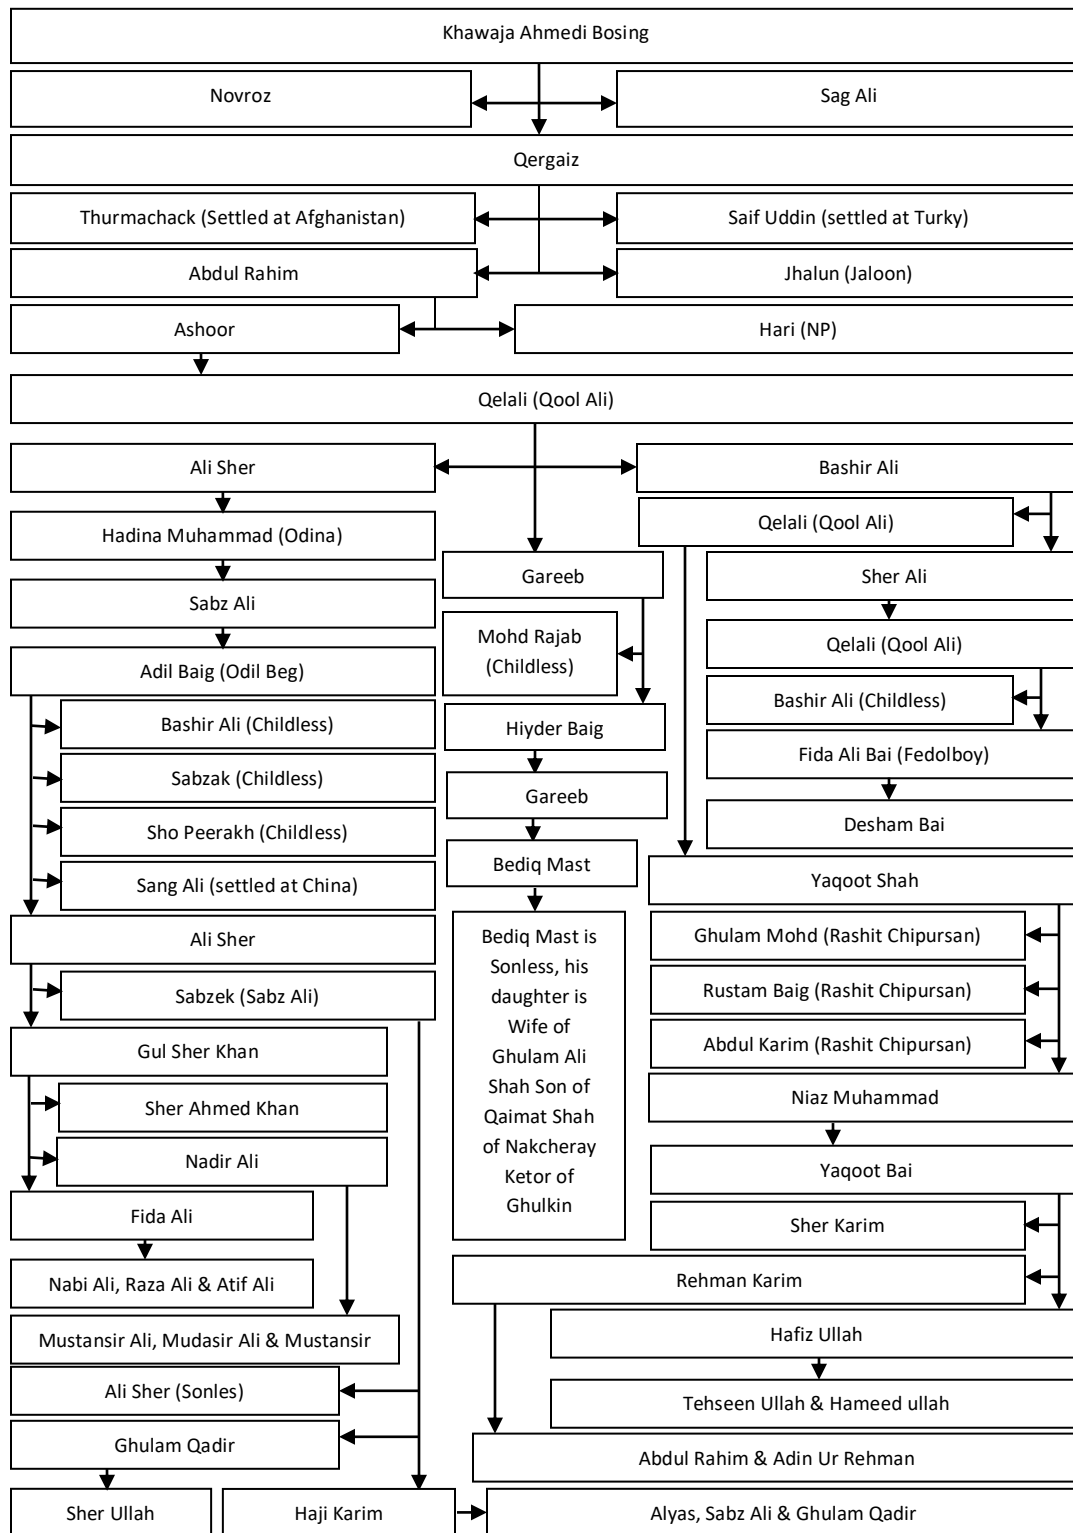 Khawaja Ahmedi Bosing
Novroz
Sag Ali
Qergaiz
Thurmachack (Settled at Afghanistan)
Saif Uddin (settled at Turky)
Abdul Rahim
Jhalun (Jaloon)
Ashoor
Hari (NP)
Qelali (Qool Ali)
Ali Sher
Bashir Ali
Hadina Muhammad (Odina)
Qelali (Qool Ali)
Gareeb
Sher Ali
Sabz Ali
Mohd Rajab
(Childless)
Qelali (Qool Ali)
Adil Baig (Odil Beg)
Bashir Ali (Childless)
Bashir Ali (Childless)
Hiyder Baig
Fida Ali Bai (Fedolboy)
Sabzak (Childless)
Gareeb
Desham Bai
Sho Peerakh (Childless)
Bediq Mast
Yaqoot Shah
Sang Ali (settled at China)
Ali Sher
Bediq Mast is
Sonless, his
daughter is
Wife of
Ghulam Ali
Shah Son of
Qaimat Shah
of Nakcheray
Ketor of
Ghulkin
Ghulam Mohd (Rashit Chipursan)
Rustam Baig (Rashit Chipursan)
Abdul Karim (Rashit Chipursan)
Sabzek (Sabz Ali)
Gul Sher Khan
Niaz Muhammad
Sher Ahmed Khan
Nadir Ali
Yaqoot Bai
Fida Ali
Sher Karim
Nabi Ali, Raza Ali & Atif Ali
Rehman Karim
Mustansir Ali, Mudasir Ali & Mustansir
Hafiz Ullah
Ali Sher (Sonles)
Tehseen Ullah & Hameed ullah
Ghulam Qadir
Abdul Rahim & Adin Ur Rehman
Sher Ullah
Haji Karim
Alyas, Sabz Ali & Ghulam Qadir